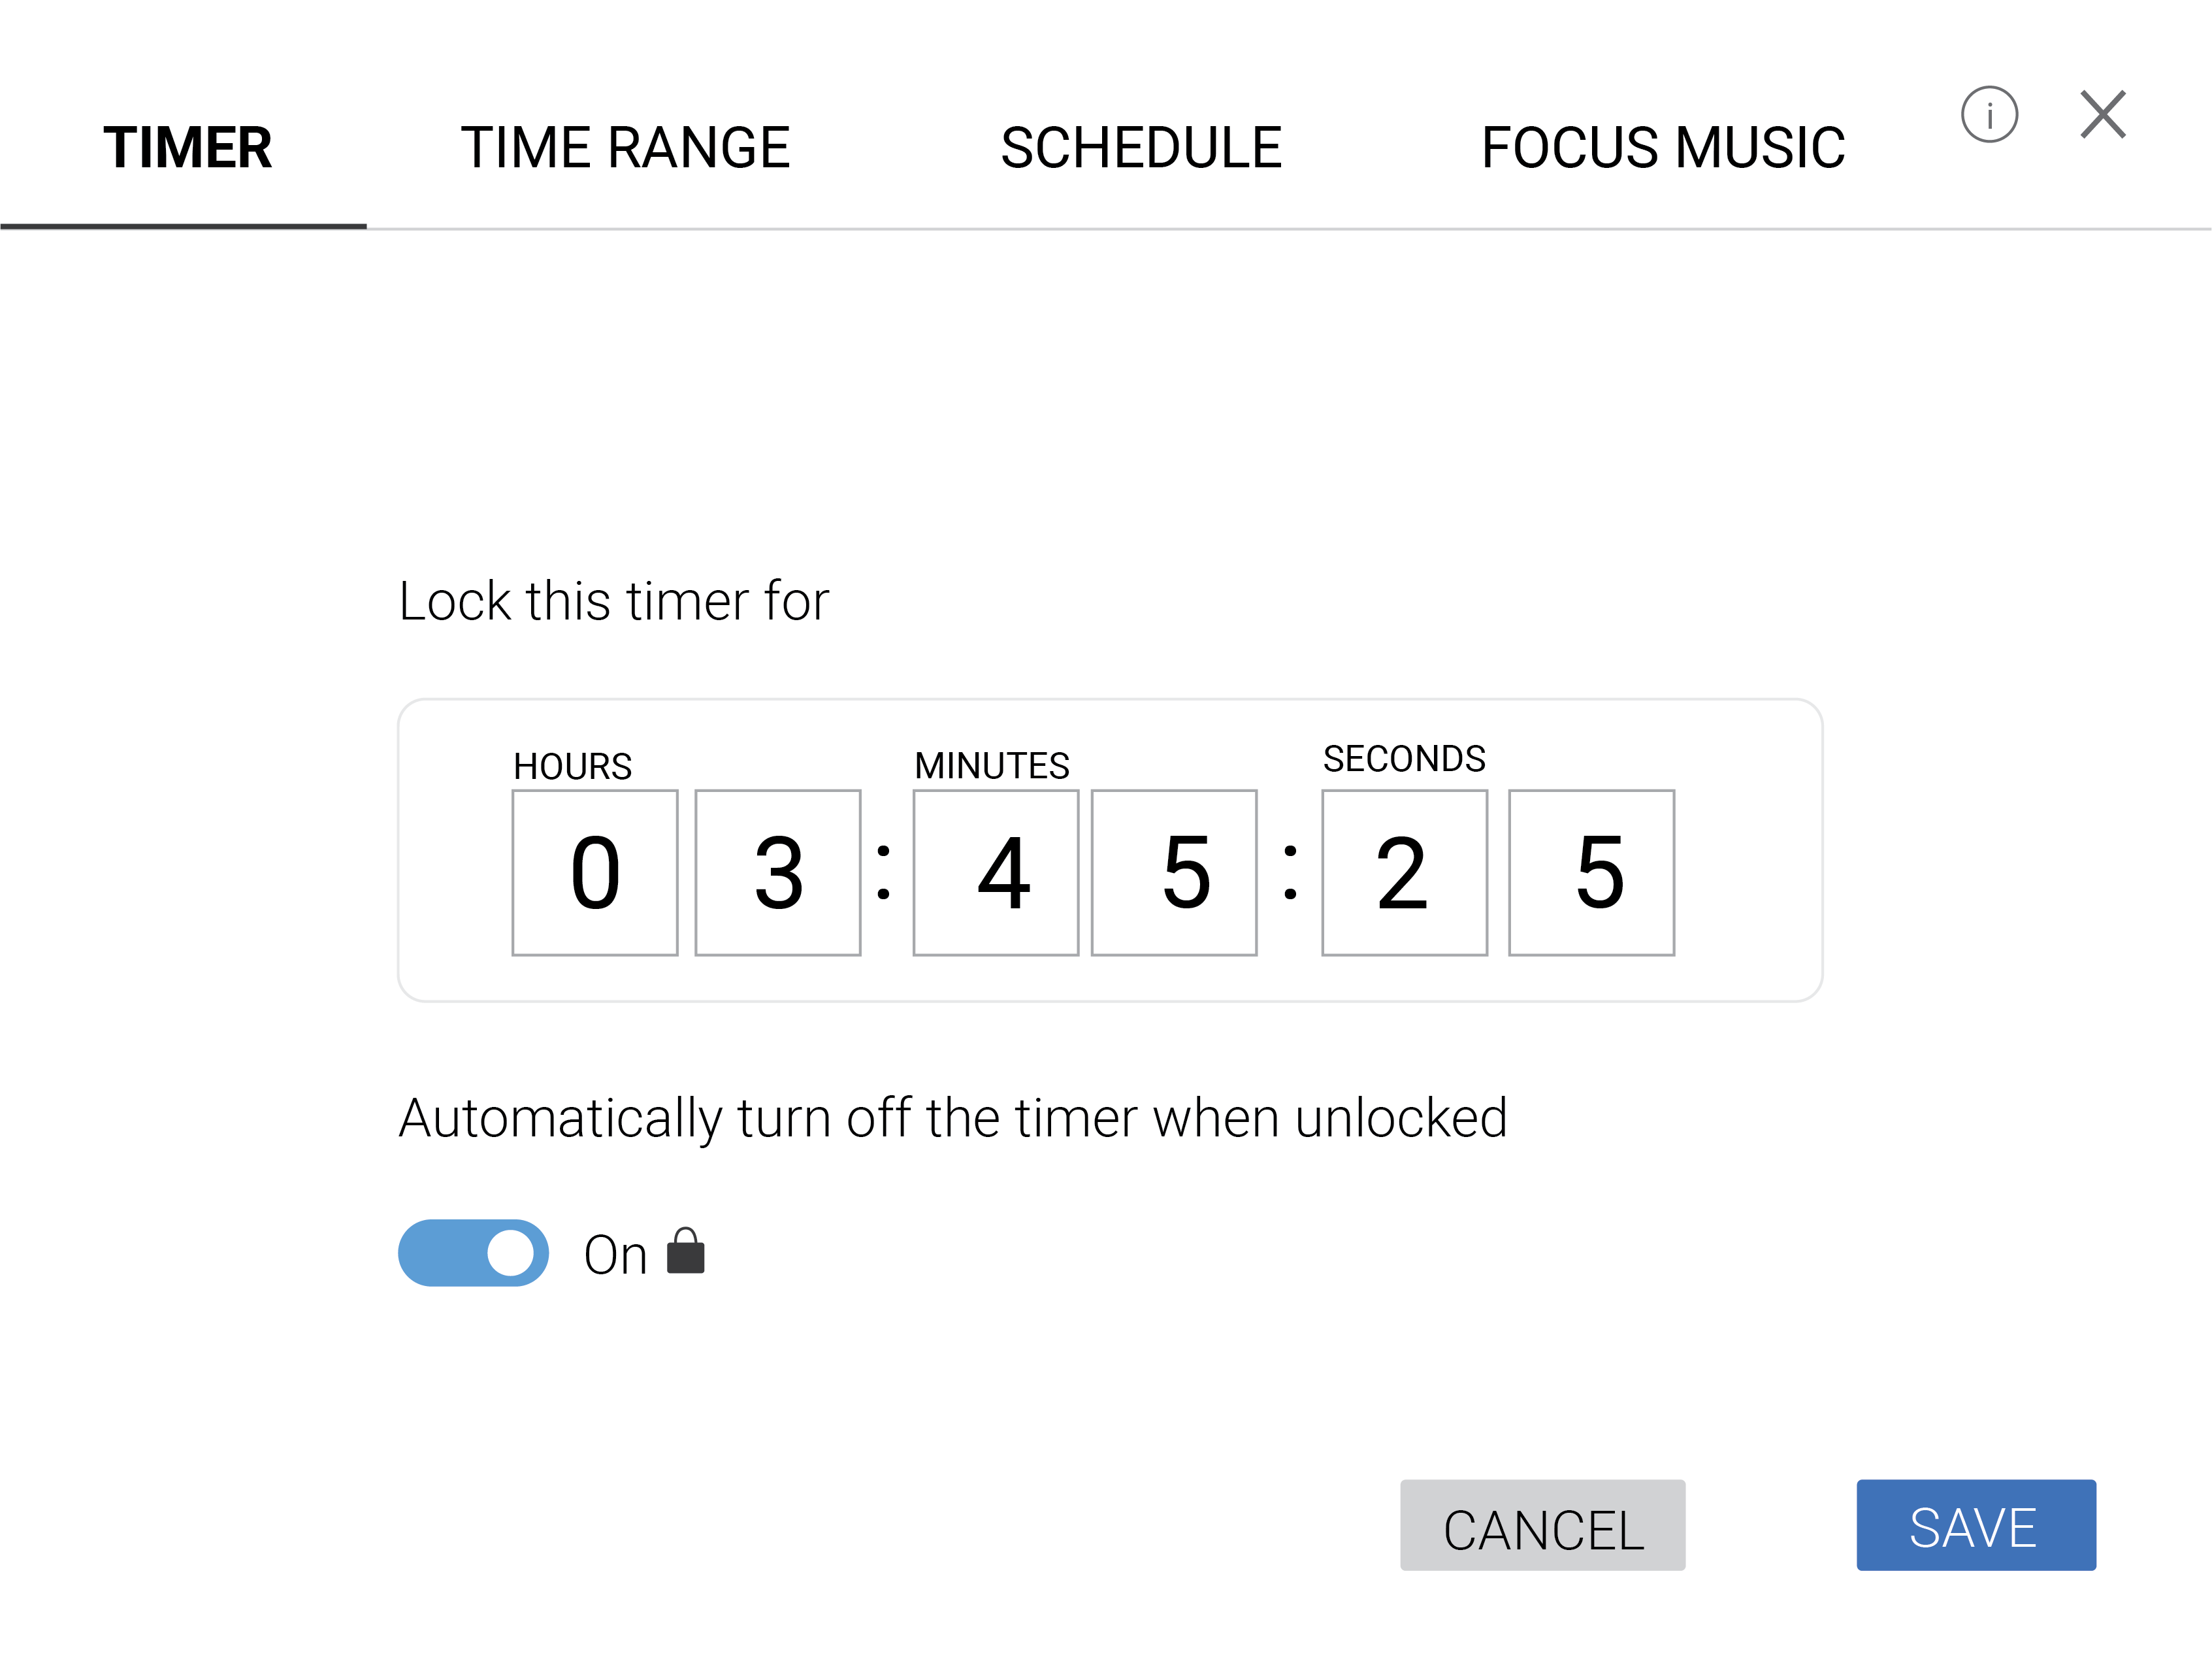 TIMER TIME RANGE SCHEDULE FOCUS MUSIC i
Lock this timer for
HOURS MINUTES SECONDS
0 3 : 4 5 : 2 5
Automatically turn off the timer when unlocked
On
CANCEL SAVE